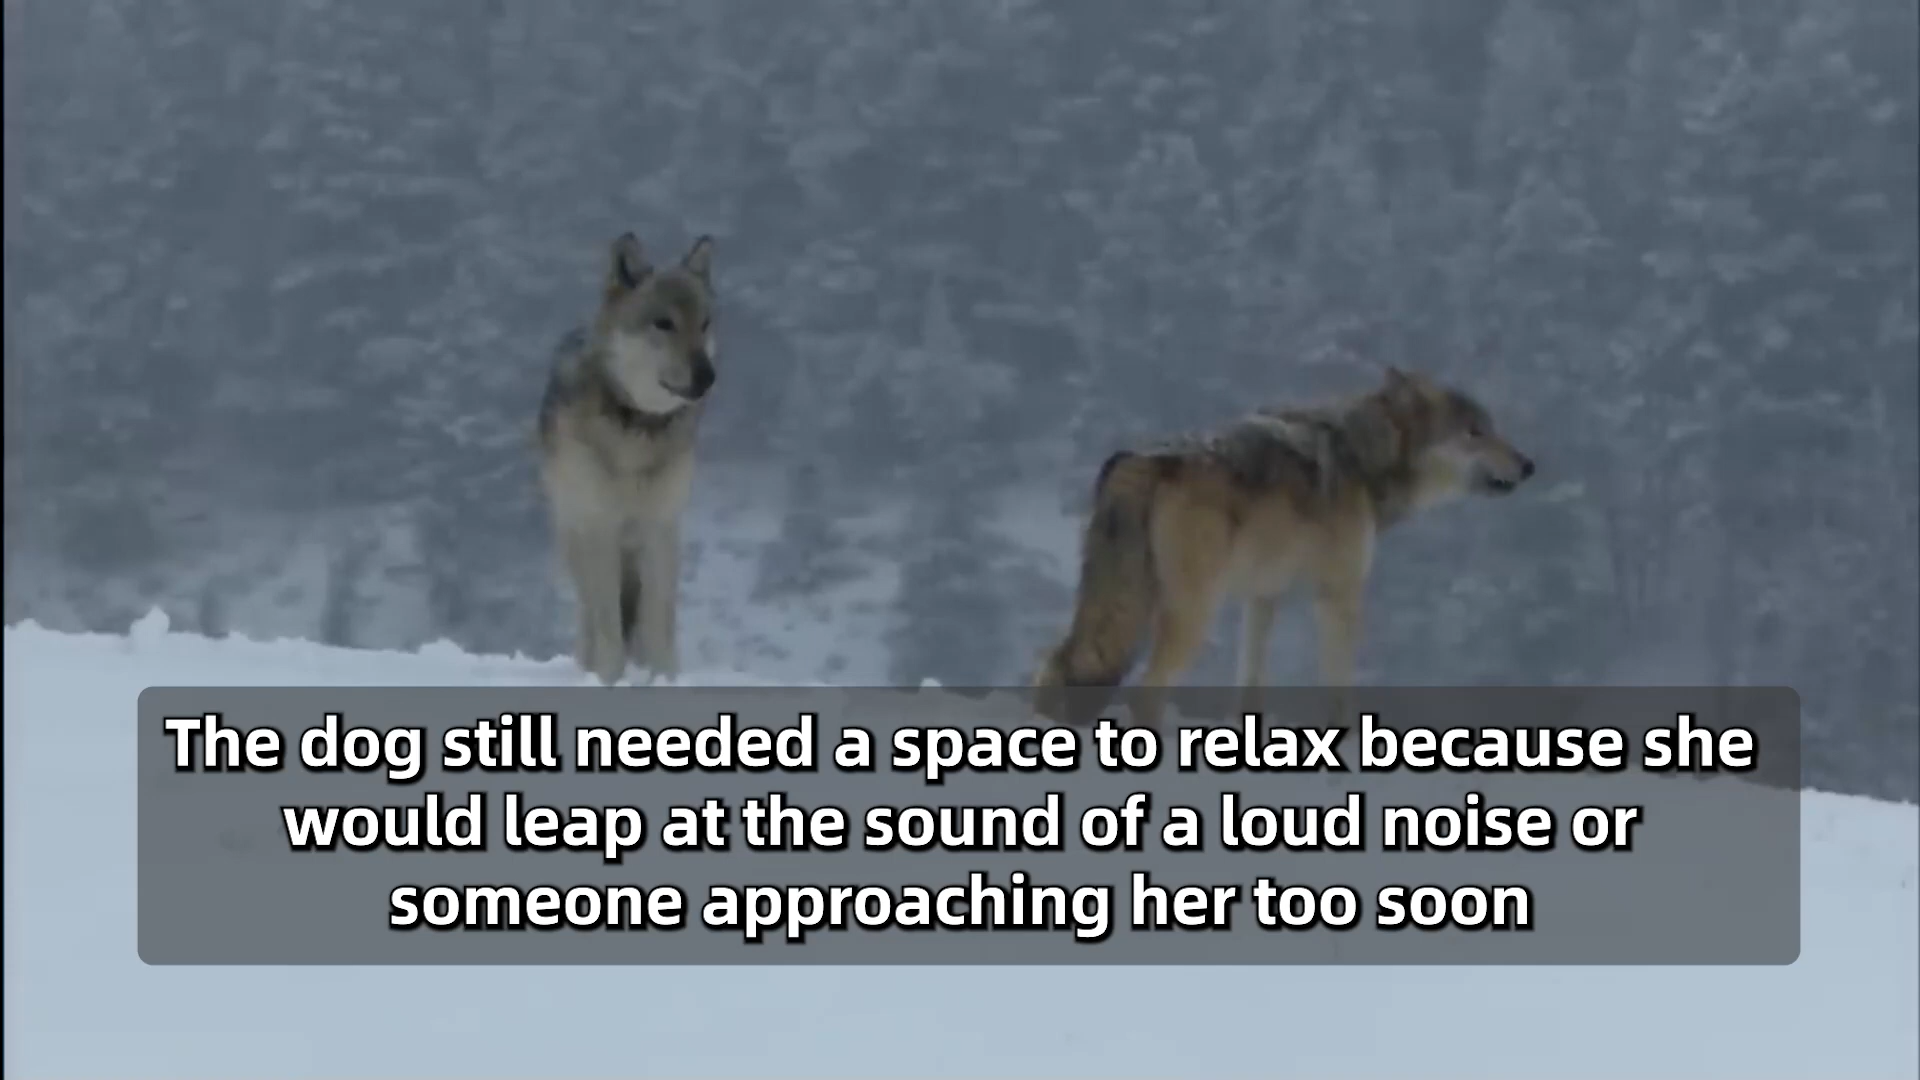 The dog still needed a space to relax because she
would leap at the sound of a loud noise or
someone approaching her too soon